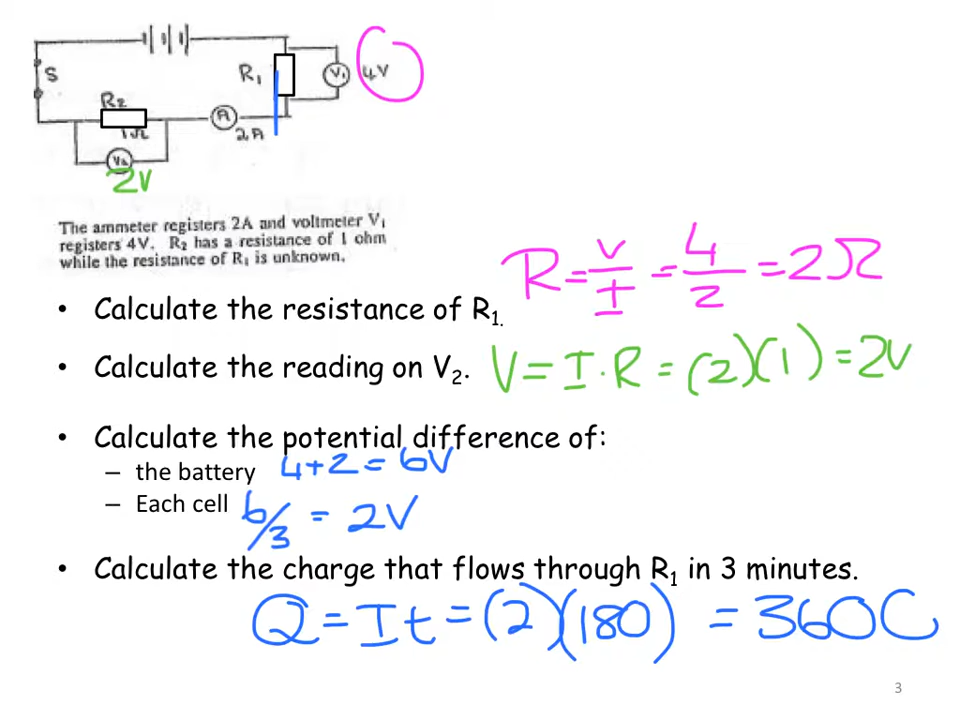 S
R₁
V₁
4V
R₂
1Ω
A
2A
V₂
2V
The ammeter registers 2A and voltmeter V₁
registers 4V. R₂ has a resistance of 1 ohm
while the resistance of R₁ is unknown.
R = V/I = 4/2 = 2Ω
• Calculate the resistance of R₁.
• Calculate the reading on V₂. V = I·R = (2)(1) = 2V
• Calculate the potential difference of:
– the battery 4+2 = 6V
– Each cell 6/3 = 2V
• Calculate the charge that flows through R₁ in 3 minutes.
Q = It = (2)(180) = 360C
3